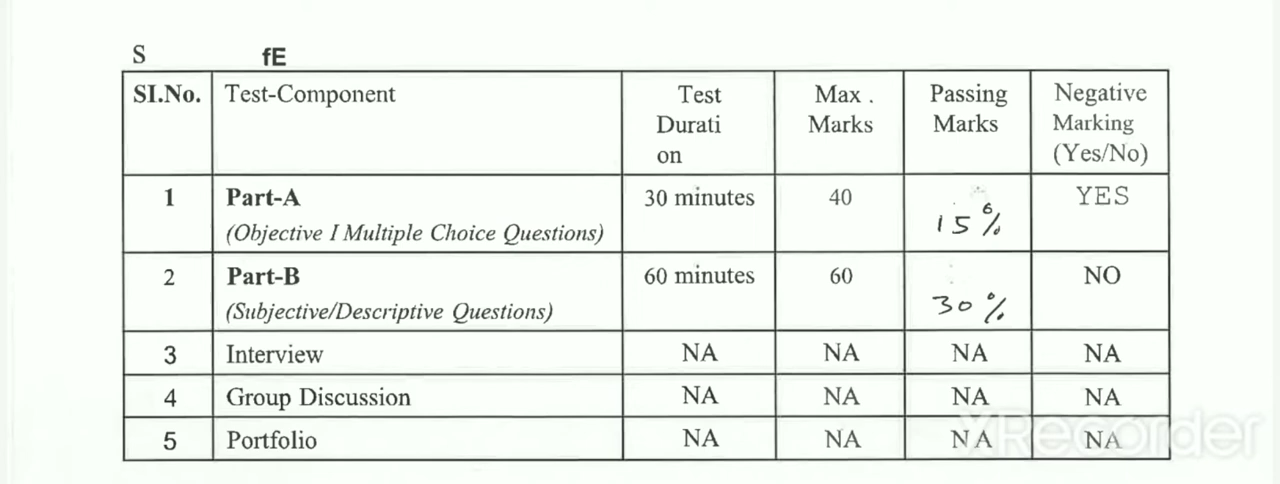 S fE
SI.No. Test-Component Test Durati on Max . Marks Passing Marks Negative Marking (Yes/No)
1 Part-A 30 minutes 40 15% YES
(Objective I Multiple Choice Questions)
2 Part-B 60 minutes 60 30% NO
(Subjective/Descriptive Questions)
3 Interview NA NA NA NA
4 Group Discussion NA NA NA NA
5 Portfolio NA NA NA NA
XRecorder